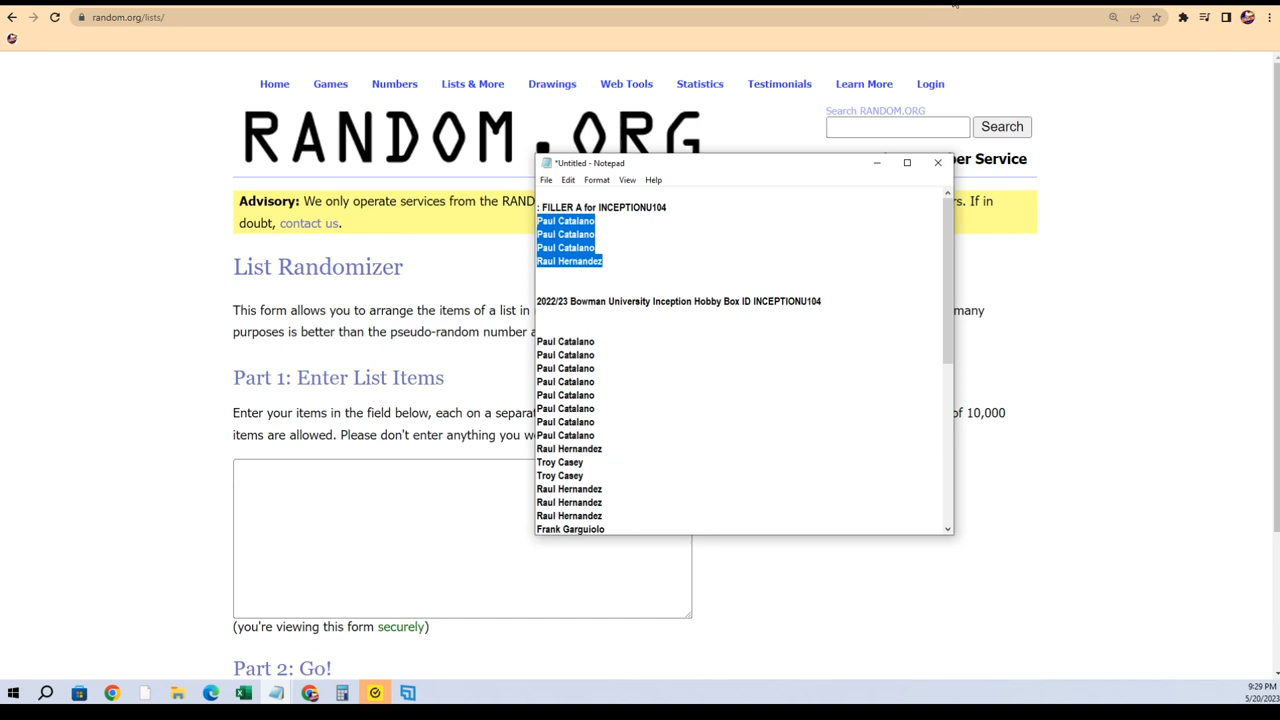 random.org/lists/
Home Games Numbers Lists & More Drawings Web Tools Statistics Testimonials Learn More Login
RANDOM.ORG
Search RANDOM.ORG
Search
Service
Advisory: We only operate services from the RAND
If in
doubt, contact us.
List Randomizer
This form allows you to arrange the items of a list in
many
purposes is better than the pseudo-random number
Part 1: Enter List Items
Enter your items in the field below, each on a separat
of 10,000
items are allowed. Please don't enter anything you w
(you're viewing this form securely)
Part 2: Go!
*Untitled - Notepad
File Edit Format View Help
: FILLER A for INCEPTIONU104
Paul Catalano
Paul Catalano
Paul Catalano
Raul Hernandez
2022/23 Bowman University Inception Hobby Box ID INCEPTIONU104
Paul Catalano
Paul Catalano
Paul Catalano
Paul Catalano
Paul Catalano
Paul Catalano
Paul Catalano
Paul Catalano
Raul Hernandez
Troy Casey
Troy Casey
Raul Hernandez
Raul Hernandez
Raul Hernandez
Frank Garguiolo
9:29 PM
5/20/2023